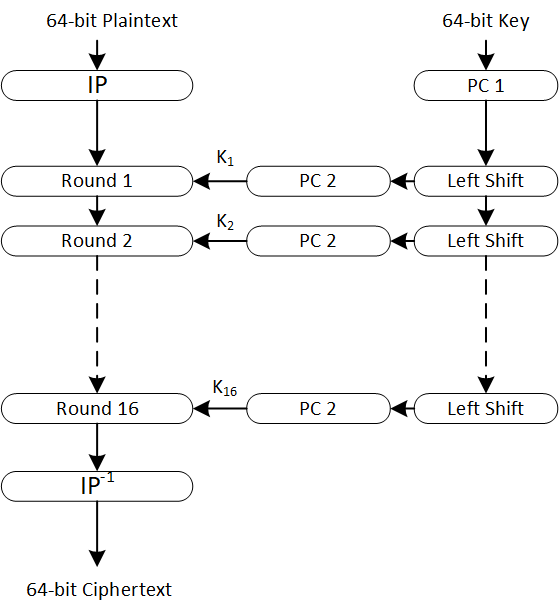 64-bit Plaintext 64-bit Key
IP PC 1
K1
Round 1 PC 2 Left Shift
K2
Round 2 PC 2 Left Shift
K16
Round 16 PC 2 Left Shift
IP-1
64-bit Ciphertext